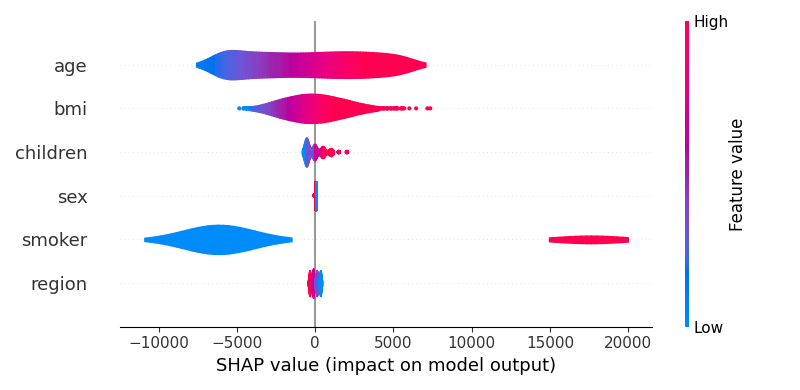 High
age
bmi
children
sex
smoker
region
Feature value
Low
−10000 −5000 0 5000 10000 15000 20000
SHAP value (impact on model output)